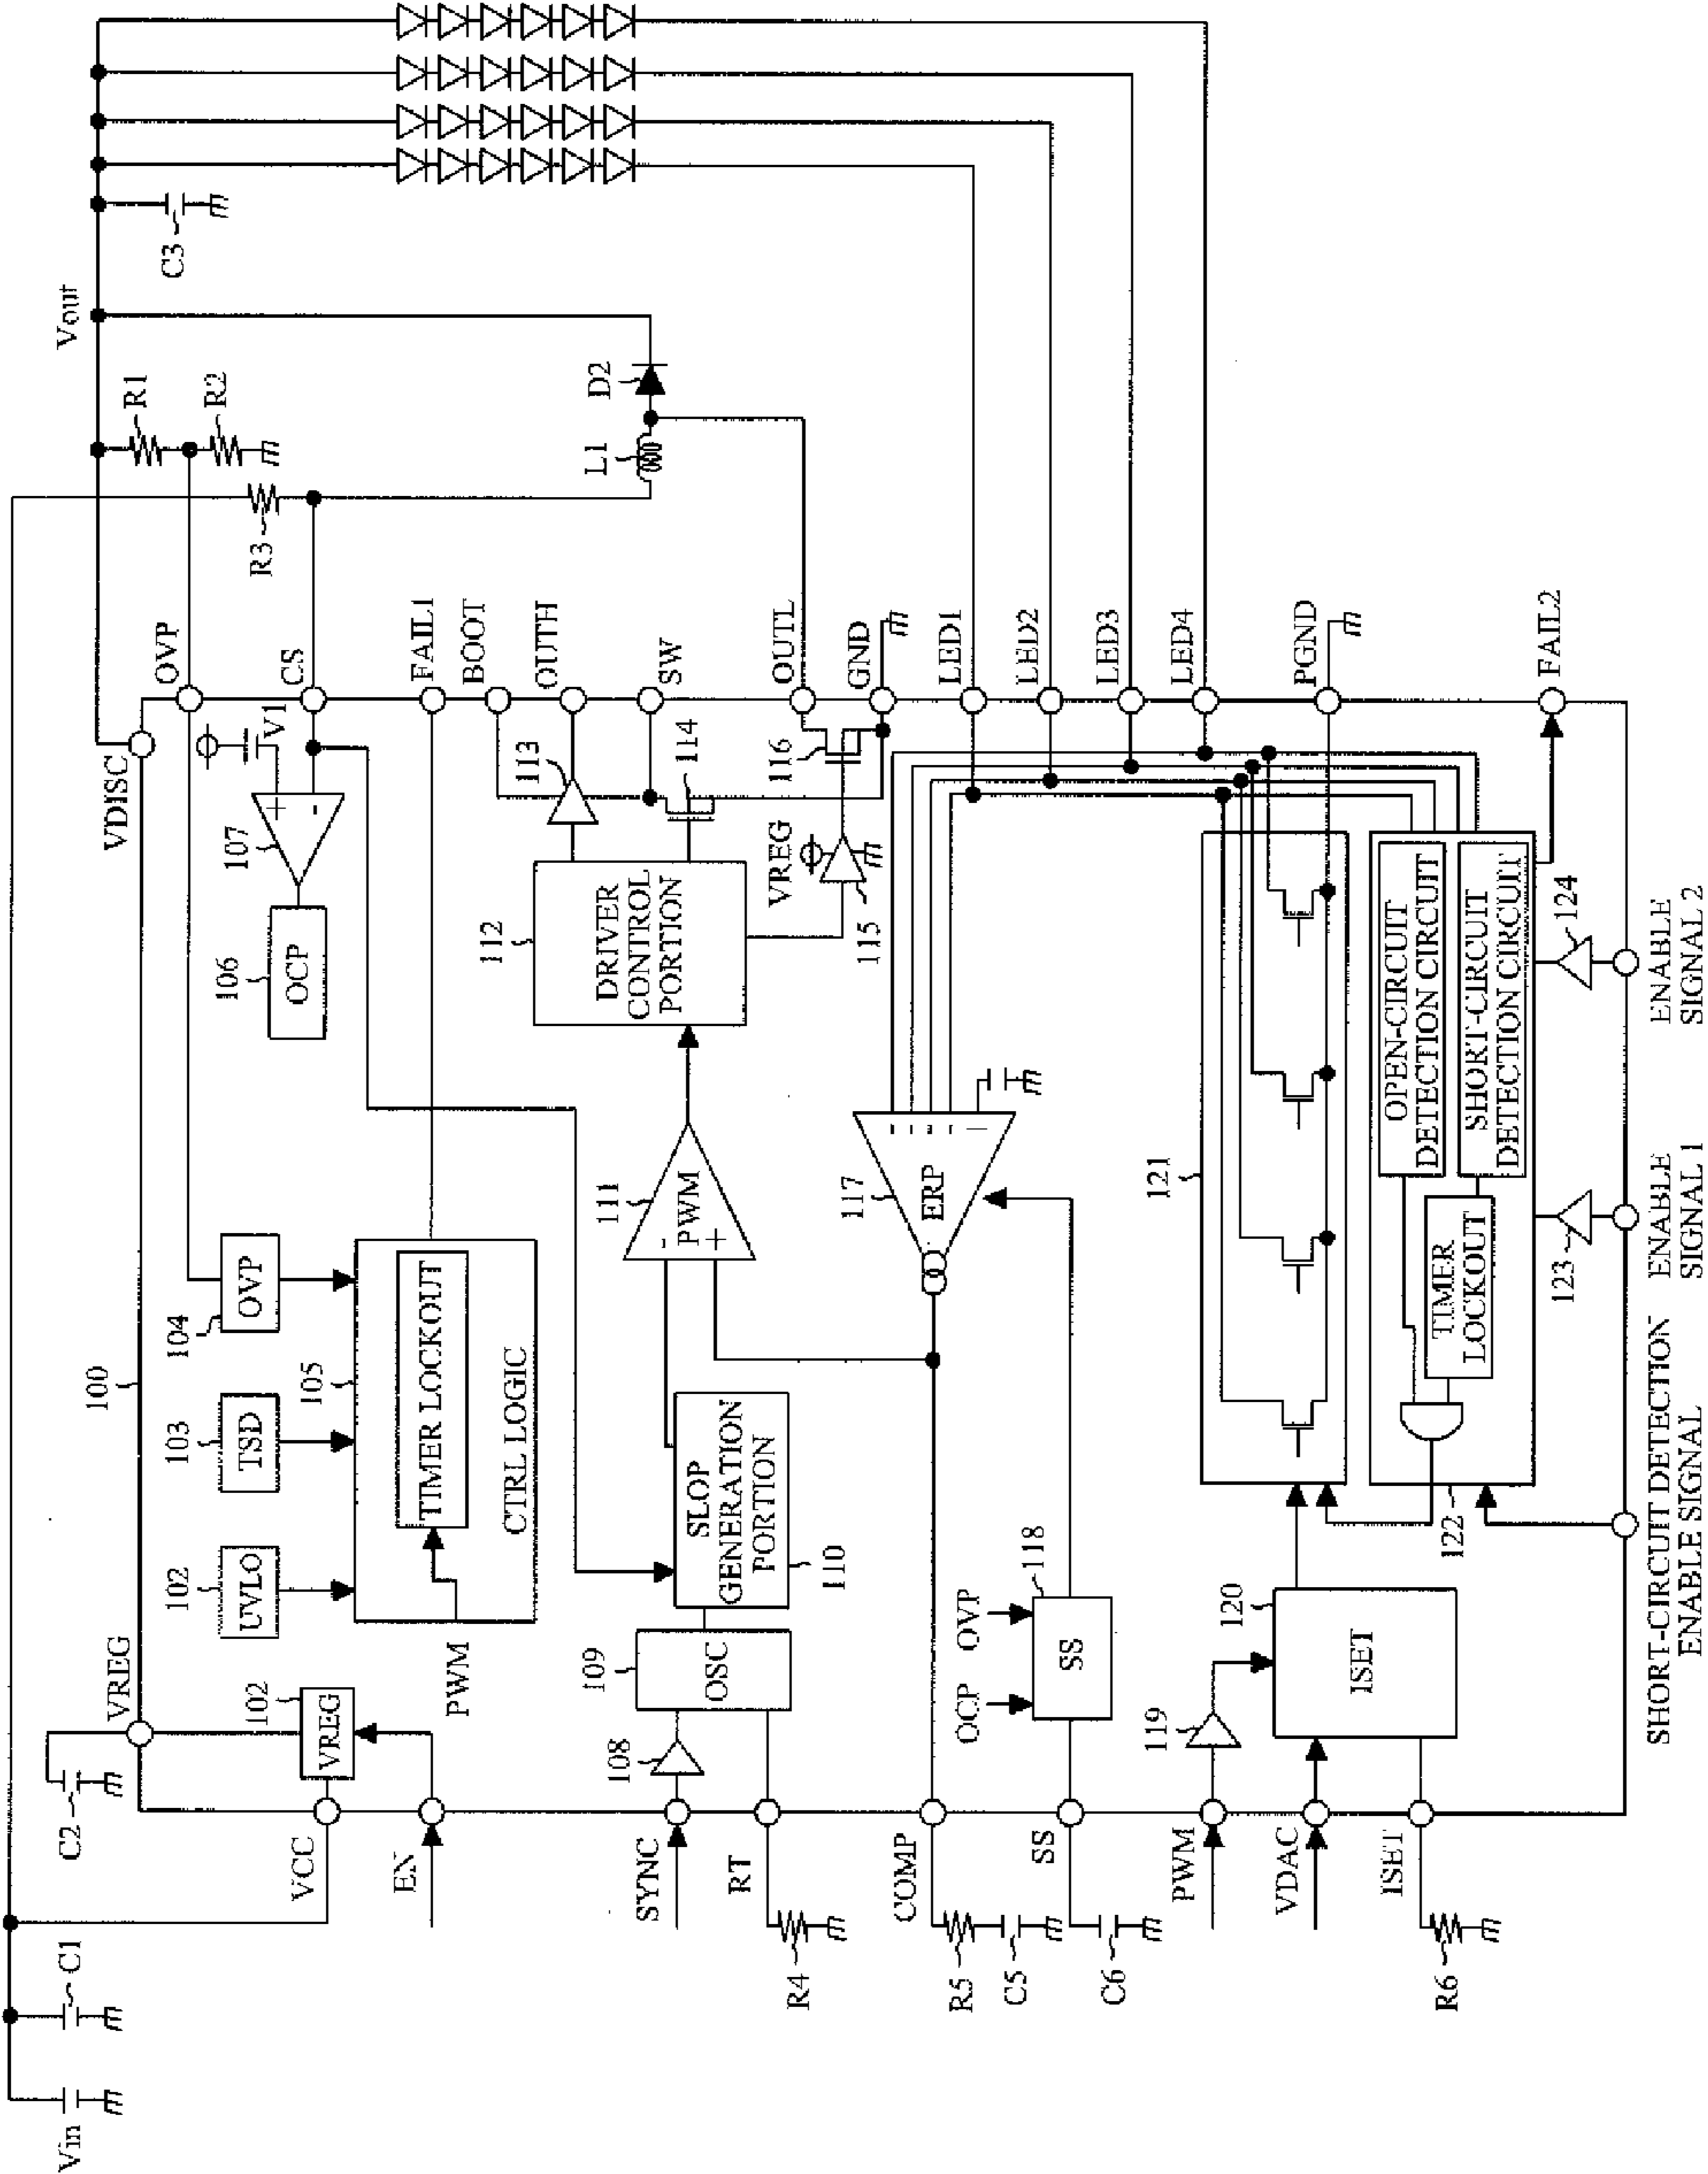 Vin
C1
C2
VREG
100
VDISC
Vout
R1
R2
C3
R3
VCC
102
VREG
102
UVLO
103
TSD
104
OVP
106
OCP
107
+
-
V1
OVP
CS
EN
PWM
105
TIMER LOCKOUT
CTRL LOGIC
FAIL1
BOOT
OUTH
SW
L1
D2
SYNC
108
109
OSC
110
SLOP
GENERATION
PORTION
111
-
PWM
+
112
DRIVER
CONTROL
PORTION
113
114
RT
R4
VREG
115
116
OUTL
GND
COMP
R5
C5
117
ERP
LED1
LED2
LED3
LED4
PGND
SS
C6
OCP
OVP
118
SS
PWM
119
VDAC
ISET
R6
120
ISET
121
122
OPEN-CIRCUIT
DETECTION CIRCUIT
SHORT-CIRCUIT
DETECTION CIRCUIT
TIMER
LOCKOUT
123
124
FAIL2
SHORT-CIRCUIT DETECTION
ENABLE SIGNAL
ENABLE
SIGNAL 1
ENABLE
SIGNAL 2